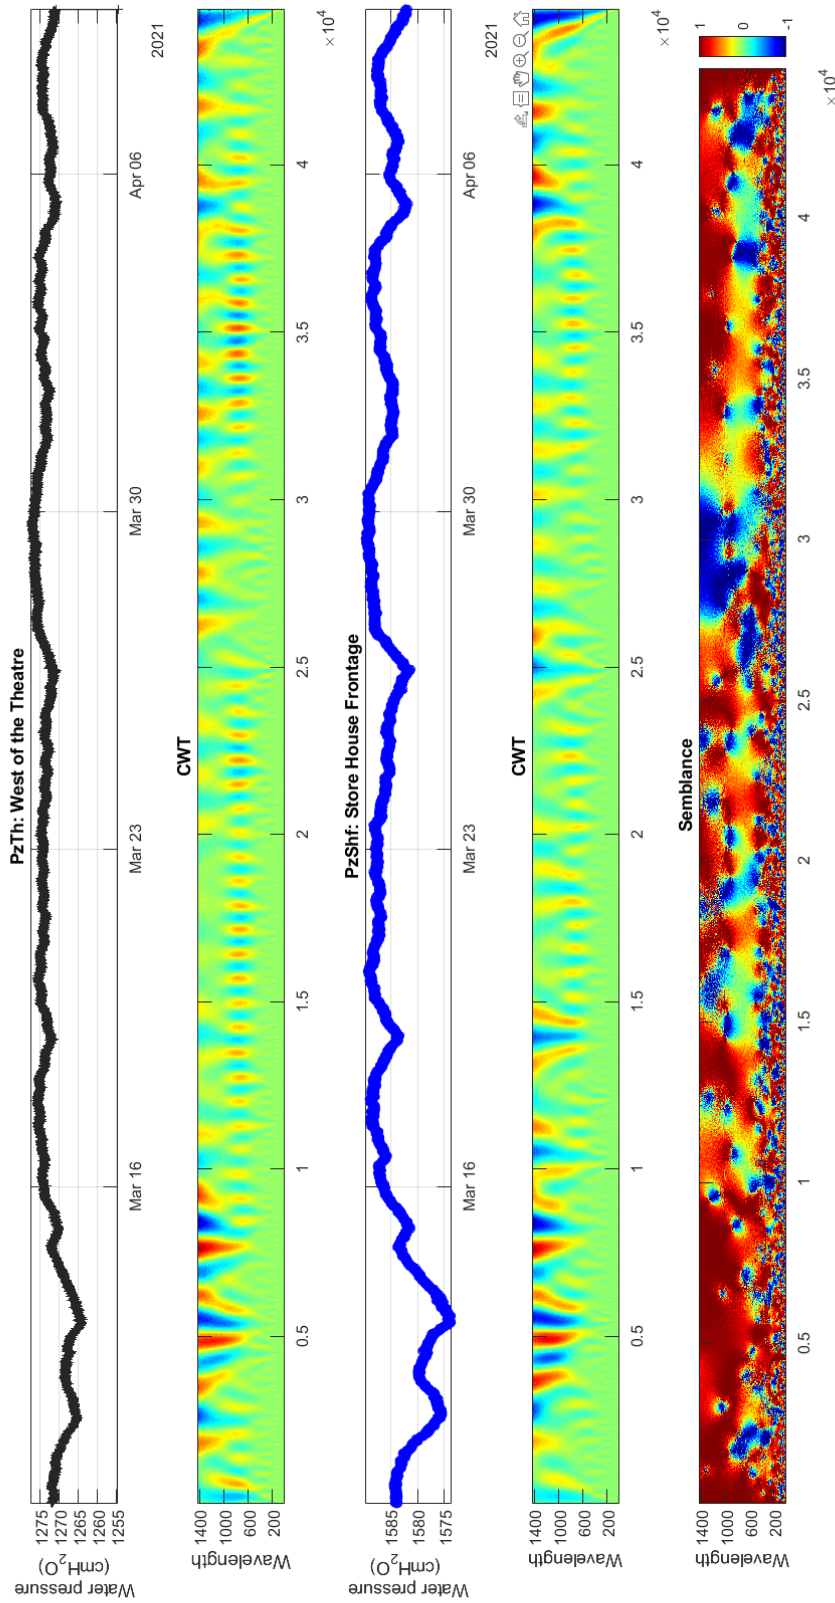 PzTh: West of the Theatre
Water pressure
(cmH2O)
1275
1270
1265
1260
1255
Mar 16
Mar 23
Mar 30
Apr 06
2021
CWT
Wavelength
1400
1000
600
200
0.5
1
1.5
2
2.5
3
3.5
4
×10^4
PzShf: Store House Frontage
Water pressure
(cmH2O)
1585
1580
1575
Mar 16
Mar 23
Mar 30
Apr 06
2021
CWT
Wavelength
1400
1000
600
200
0.5
1
1.5
2
2.5
3
3.5
4
×10^4
Semblance
Wavelength
1400
1000
600
200
0.5
1
1.5
2
2.5
3
3.5
4
×10^4
1
0
-1